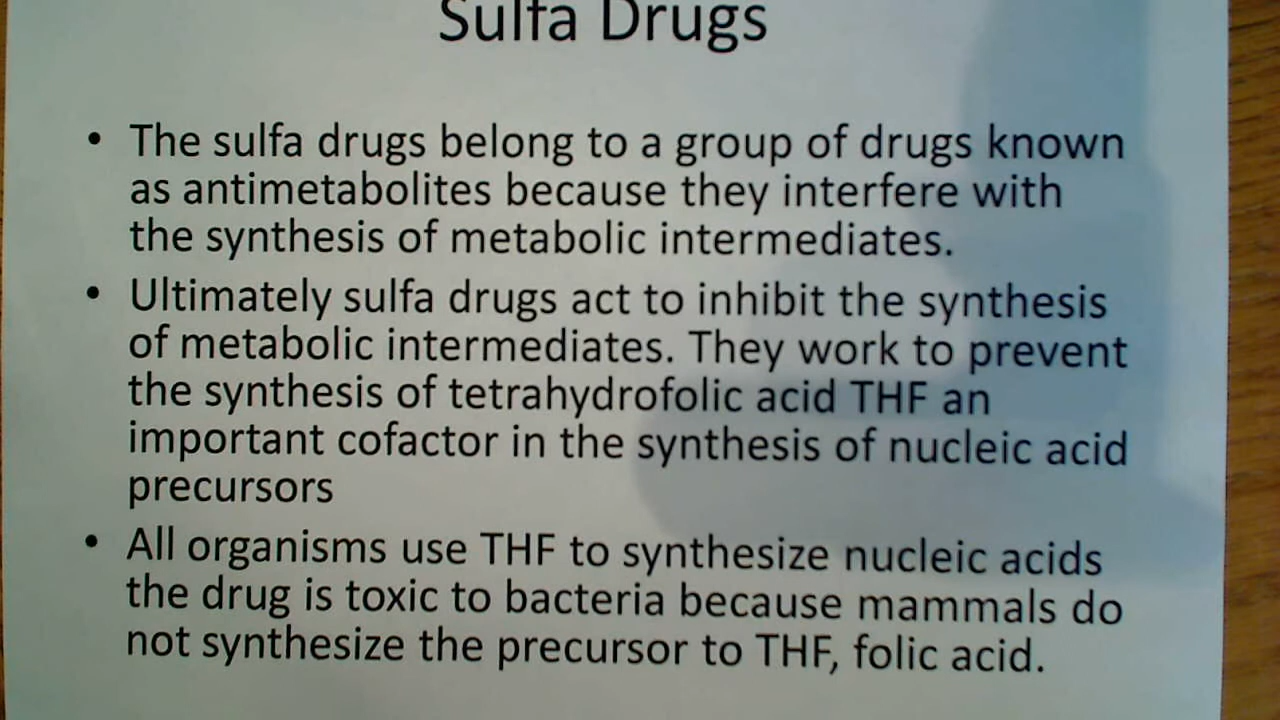 Sulfa Drugs
• The sulfa drugs belong to a group of drugs known
as antimetabolites because they interfere with
the synthesis of metabolic intermediates.
• Ultimately sulfa drugs act to inhibit the synthesis
of metabolic intermediates. They work to prevent
the synthesis of tetrahydrofolic acid THF an
important cofactor in the synthesis of nucleic acid
precursors
• All organisms use THF to synthesize nucleic acids
the drug is toxic to bacteria because mammals do
not synthesize the precursor to THF, folic acid.